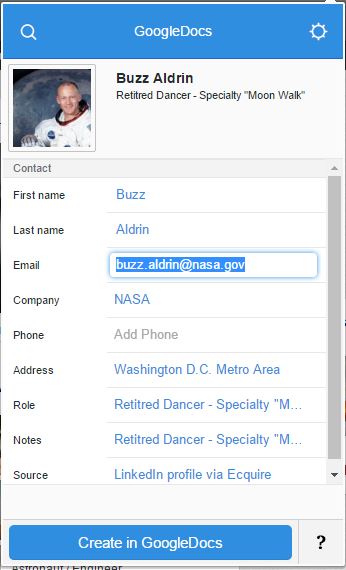 GoogleDocs
Buzz Aldrin
Retitred Dancer - Specialty "Moon Walk"
Contact
First name Buzz
Last name Aldrin
Email buzz.aldrin@nasa.gov
Company NASA
Phone Add Phone
Address Washington D.C. Metro Area
Role Retitred Dancer - Specialty "M...
Notes Retitred Dancer - Specialty "M...
Source LinkedIn profile via Ecquire
Create in GoogleDocs ?
Astronaut / Engineer